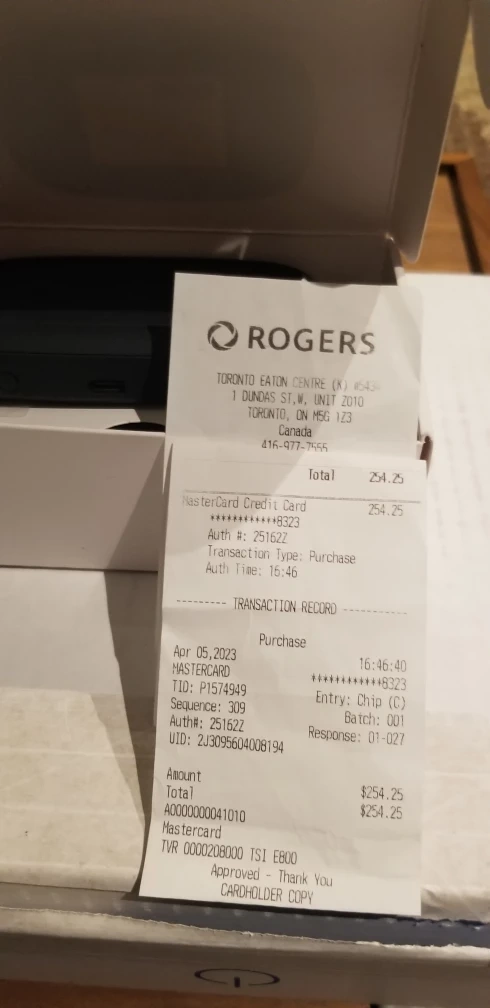 ROGERS
TORONTO EATON CENTRE (K)
1 DUNDAS ST,W, UNIT 2010
TORONTO, ON M5G 1Z3
Canada
416-977-7555
Total 254.25
MasterCard Credit Card 254.25
************8323
Auth #: 25162Z
Transaction Type: Purchase
Auth Time: 16:46
--------- TRANSACTION RECORD -----------
Purchase
Apr 05,2023 16:46:40
MASTERCARD ************8323
TID: P1574949 Entry: Chip (C)
Sequence: 309 Batch: 001
Auth#: 25162Z Response: 01-027
UID: 2J3095604008194
Amount $254.25
Total $254.25
A0000000041010
Mastercard
TVR 0000208000 TSI E800
Approved - Thank You
CARDHOLDER COPY